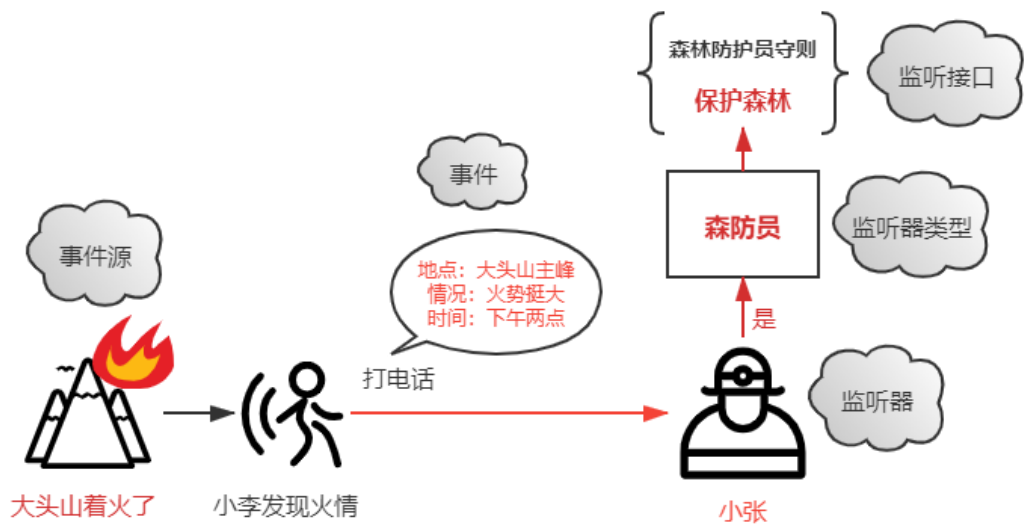 森林防护员守则
保护森林
监听接口
事件
森防员
监听器类型
事件源
地点：大头山主峰
情况：火势挺大
时间：下午两点
是
打电话
监听器
大头山着火了
小李发现火情
小张